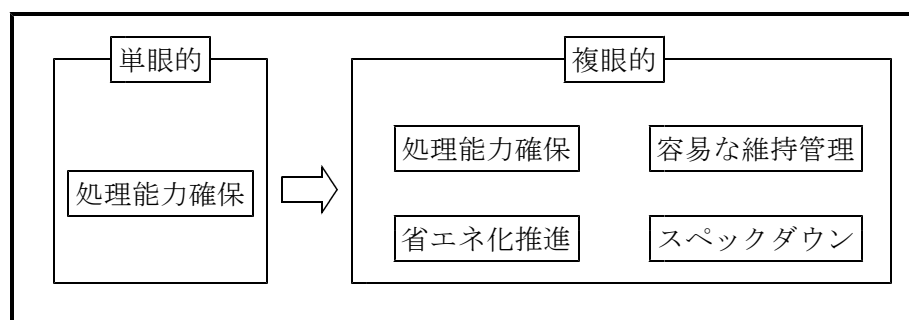 単眼的
処理能力確保
複眼的
処理能力確保
容易な維持管理
省エネ化推進
スペックダウン